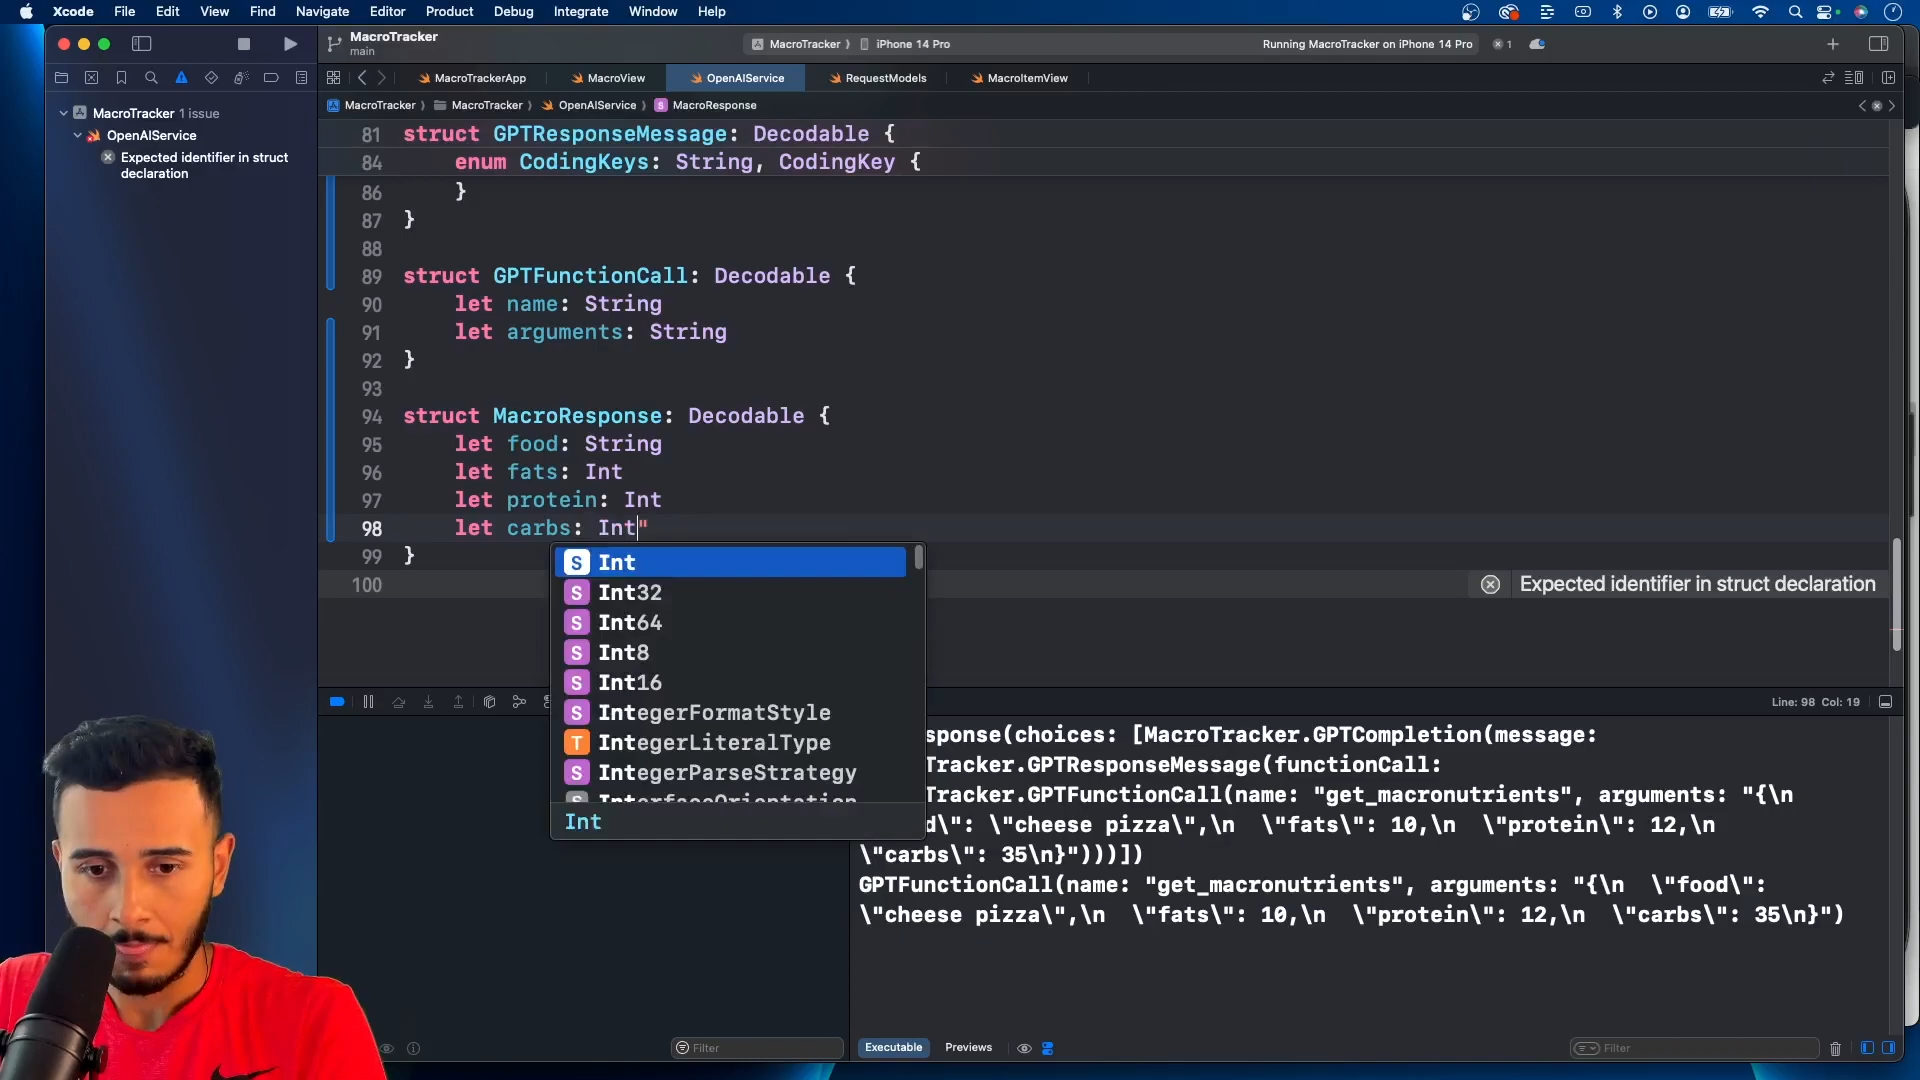 Xcode File Edit View Find Navigate Editor Product Debug Integrate Window Help
MacroTracker
main
MacroTracker ⟩ iPhone 14 Pro
Running MacroTracker on iPhone 14 Pro
1
MacroTrackerApp MacroView OpenAIService RequestModels MacroItemView
MacroTracker ⟩ MacroTracker ⟩ OpenAIService ⟩ S MacroResponse
MacroTracker 1 issue
OpenAIService
Expected identifier in struct
declaration
81 struct GPTResponseMessage: Decodable {
84 enum CodingKeys: String, CodingKey {
86 }
87 }
88
89 struct GPTFunctionCall: Decodable {
90 let name: String
91 let arguments: String
92 }
93
94 struct MacroResponse: Decodable {
95 let food: String
96 let fats: Int
97 let protein: Int
98 let carbs: Int"
99 }
100
Expected identifier in struct declaration
S Int
S Int32
S Int64
S Int8
S Int16
S IntegerFormatStyle
T IntegerLiteralType
S IntegerParseStrategy
S InterfaceOrientation
Int
Line: 98 Col: 19
sponse(choices: [MacroTracker.GPTCompletion(message:
Tracker.GPTResponseMessage(functionCall:
Tracker.GPTFunctionCall(name: "get_macronutrients", arguments: "{\n
d\": \"cheese pizza\",\n  \"fats\": 10,\n  \"protein\": 12,\n
\"carbs\": 35\n}")))])
GPTFunctionCall(name: "get_macronutrients", arguments: "{\n  \"food\":
\"cheese pizza\",\n  \"fats\": 10,\n  \"protein\": 12,\n  \"carbs\": 35\n}")
Filter
Executable Previews
Filter